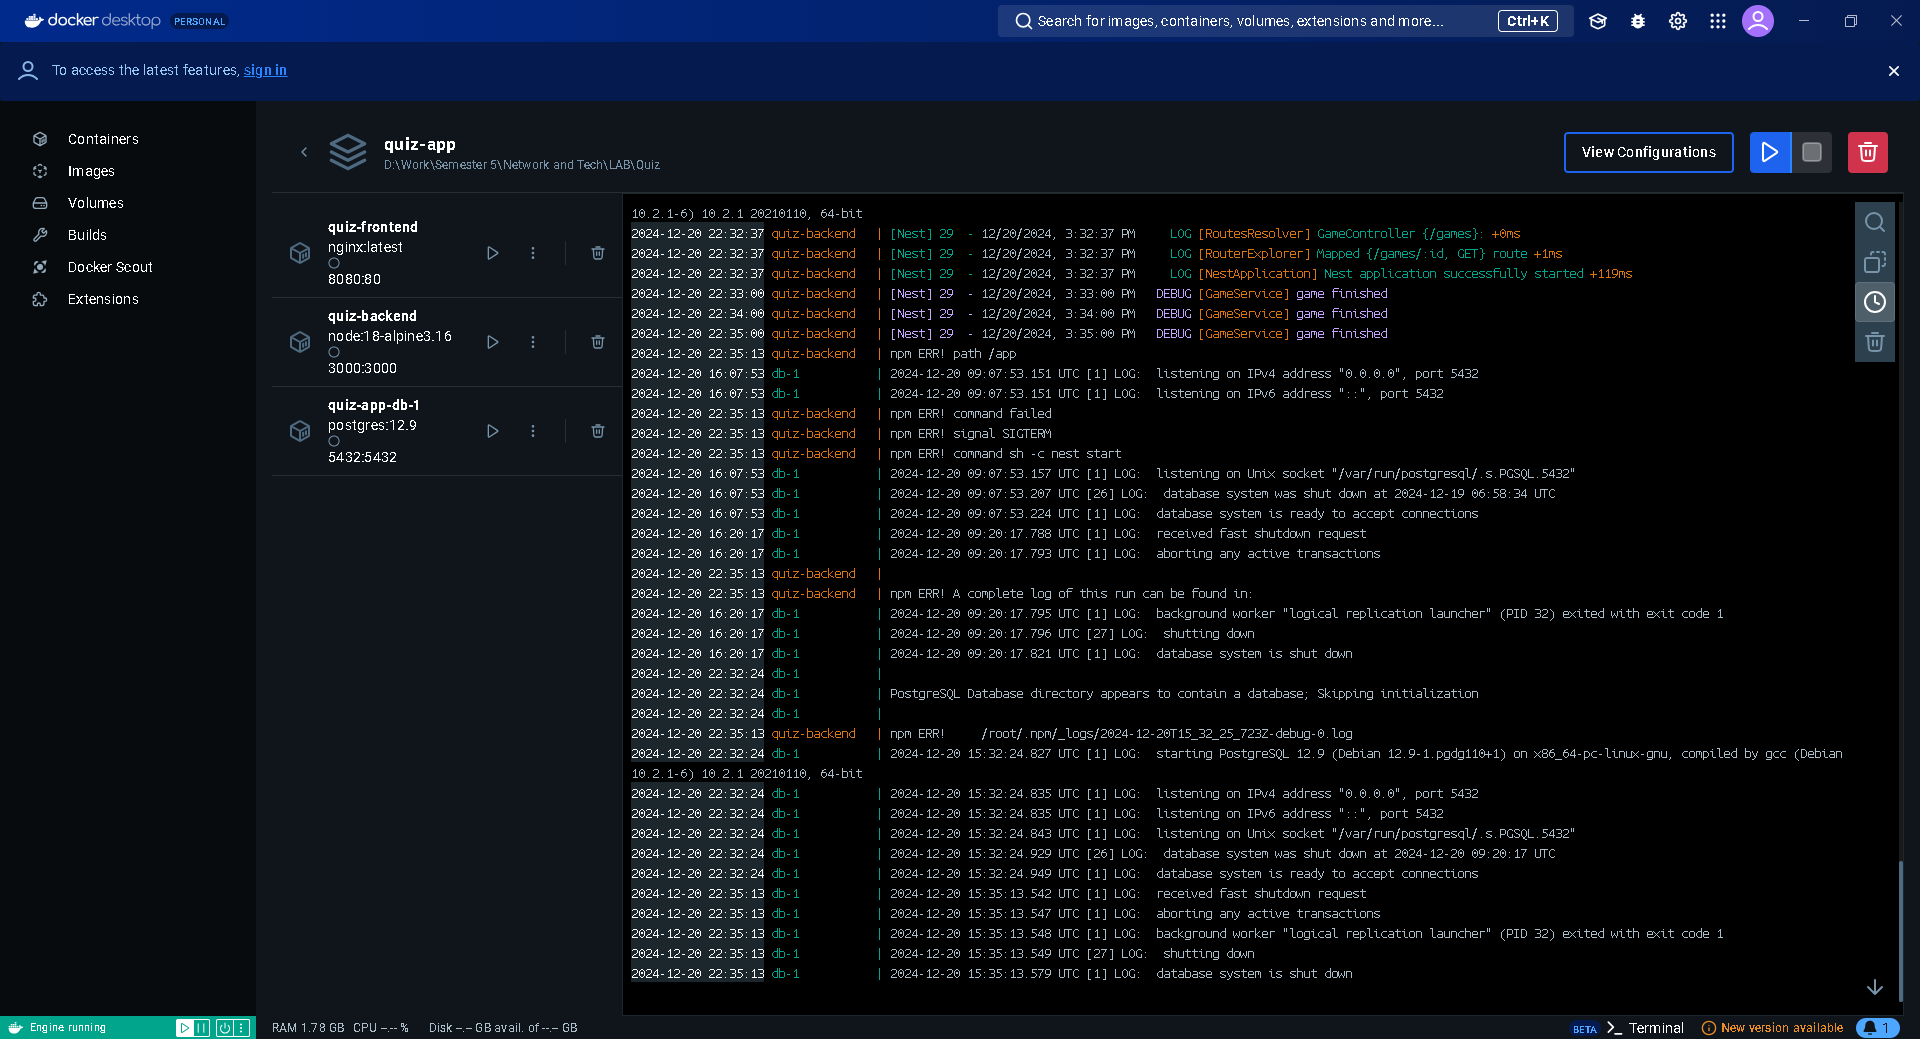 docker desktop PERSONAL
Search for images, containers, volumes, extensions and more... Ctrl+K
To access the latest features, sign in
Containers
Images
Volumes
Builds
Docker Scout
Extensions
quiz-app
D:\Work\Semester 5\Network and Tech\LAB\Quiz
View Configurations
quiz-frontend
nginx:latest
8080:80
quiz-backend
node:18-alpine3.16
3000:3000
quiz-app-db-1
postgres:12.9
5432:5432
10.2.1-6) 10.2.1 20210110, 64-bit
2024-12-20 22:32:37 quiz-backend | [Nest] 29 - 12/20/2024, 3:32:37 PM LOG [RoutesResolver] GameController {/games}: +0ms
2024-12-20 22:32:37 quiz-backend | [Nest] 29 - 12/20/2024, 3:32:37 PM LOG [RouterExplorer] Mapped {/games/:id, GET} route +1ms
2024-12-20 22:32:37 quiz-backend | [Nest] 29 - 12/20/2024, 3:32:37 PM LOG [NestApplication] Nest application successfully started +119ms
2024-12-20 22:33:00 quiz-backend | [Nest] 29 - 12/20/2024, 3:33:00 PM DEBUG [GameService] game finished
2024-12-20 22:34:00 quiz-backend | [Nest] 29 - 12/20/2024, 3:34:00 PM DEBUG [GameService] game finished
2024-12-20 22:35:00 quiz-backend | [Nest] 29 - 12/20/2024, 3:35:00 PM DEBUG [GameService] game finished
2024-12-20 22:35:13 quiz-backend | npm ERR! path /app
2024-12-20 16:07:53 db-1 | 2024-12-20 09:07:53.151 UTC [1] LOG: listening on IPv4 address "0.0.0.0", port 5432
2024-12-20 16:07:53 db-1 | 2024-12-20 09:07:53.151 UTC [1] LOG: listening on IPv6 address "::", port 5432
2024-12-20 22:35:13 quiz-backend | npm ERR! command failed
2024-12-20 22:35:13 quiz-backend | npm ERR! signal SIGTERM
2024-12-20 22:35:13 quiz-backend | npm ERR! command sh -c nest start
2024-12-20 16:07:53 db-1 | 2024-12-20 09:07:53.157 UTC [1] LOG: listening on Unix socket "/var/run/postgresql/.s.PGSQL.5432"
2024-12-20 16:07:53 db-1 | 2024-12-20 09:07:53.207 UTC [26] LOG: database system was shut down at 2024-12-19 06:58:34 UTC
2024-12-20 16:07:53 db-1 | 2024-12-20 09:07:53.224 UTC [1] LOG: database system is ready to accept connections
2024-12-20 16:20:17 db-1 | 2024-12-20 09:20:17.788 UTC [1] LOG: received fast shutdown request
2024-12-20 16:20:17 db-1 | 2024-12-20 09:20:17.793 UTC [1] LOG: aborting any active transactions
2024-12-20 22:35:13 quiz-backend |
2024-12-20 22:35:13 quiz-backend | npm ERR! A complete log of this run can be found in:
2024-12-20 16:20:17 db-1 | 2024-12-20 09:20:17.795 UTC [1] LOG: background worker "logical replication launcher" (PID 32) exited with exit code 1
2024-12-20 16:20:17 db-1 | 2024-12-20 09:20:17.796 UTC [27] LOG: shutting down
2024-12-20 16:20:17 db-1 | 2024-12-20 09:20:17.821 UTC [1] LOG: database system is shut down
2024-12-20 22:32:24 db-1 |
2024-12-20 22:32:24 db-1 | PostgreSQL Database directory appears to contain a database; Skipping initialization
2024-12-20 22:32:24 db-1 |
2024-12-20 22:35:13 quiz-backend | npm ERR! /root/.npm/_logs/2024-12-20T15_32_25_723Z-debug-0.log
2024-12-20 22:32:24 db-1 | 2024-12-20 15:32:24.827 UTC [1] LOG: starting PostgreSQL 12.9 (Debian 12.9-1.pgdg110+1) on x86_64-pc-linux-gnu, compiled by gcc (Debian
10.2.1-6) 10.2.1 20210110, 64-bit
2024-12-20 22:32:24 db-1 | 2024-12-20 15:32:24.835 UTC [1] LOG: listening on IPv4 address "0.0.0.0", port 5432
2024-12-20 22:32:24 db-1 | 2024-12-20 15:32:24.835 UTC [1] LOG: listening on IPv6 address "::", port 5432
2024-12-20 22:32:24 db-1 | 2024-12-20 15:32:24.843 UTC [1] LOG: listening on Unix socket "/var/run/postgresql/.s.PGSQL.5432"
2024-12-20 22:32:24 db-1 | 2024-12-20 15:32:24.929 UTC [26] LOG: database system was shut down at 2024-12-20 09:20:17 UTC
2024-12-20 22:32:24 db-1 | 2024-12-20 15:32:24.949 UTC [1] LOG: database system is ready to accept connections
2024-12-20 22:35:13 db-1 | 2024-12-20 15:35:13.542 UTC [1] LOG: received fast shutdown request
2024-12-20 22:35:13 db-1 | 2024-12-20 15:35:13.547 UTC [1] LOG: aborting any active transactions
2024-12-20 22:35:13 db-1 | 2024-12-20 15:35:13.548 UTC [1] LOG: background worker "logical replication launcher" (PID 32) exited with exit code 1
2024-12-20 22:35:13 db-1 | 2024-12-20 15:35:13.549 UTC [27] LOG: shutting down
2024-12-20 22:35:13 db-1 | 2024-12-20 15:35:13.579 UTC [1] LOG: database system is shut down
Engine running
RAM 1.78 GB CPU --.-- % Disk --.-- GB avail. of --.-- GB
BETA Terminal New version available 1